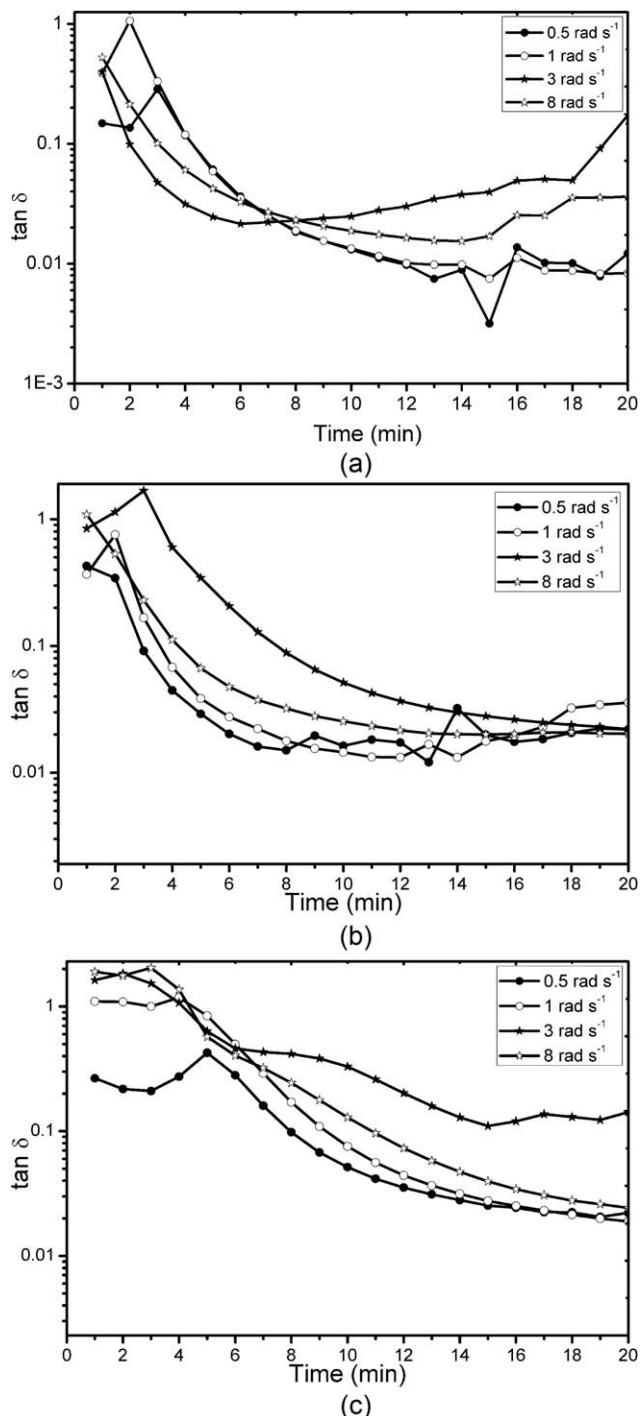 1
0.1
0.01
1E-3
tan δ
0.5 rad s⁻¹
1 rad s⁻¹
3 rad s⁻¹
8 rad s⁻¹
0 2 4 6 8 10 12 14 16 18 20
Time (min)
(a)
1
0.1
0.01
tan δ
0.5 rad s⁻¹
1 rad s⁻¹
3 rad s⁻¹
8 rad s⁻¹
0 2 4 6 8 10 12 14 16 18 20
Time (min)
(b)
1
0.1
0.01
tan δ
0.5 rad s⁻¹
1 rad s⁻¹
3 rad s⁻¹
8 rad s⁻¹
0 2 4 6 8 10 12 14 16 18 20
Time (min)
(c)